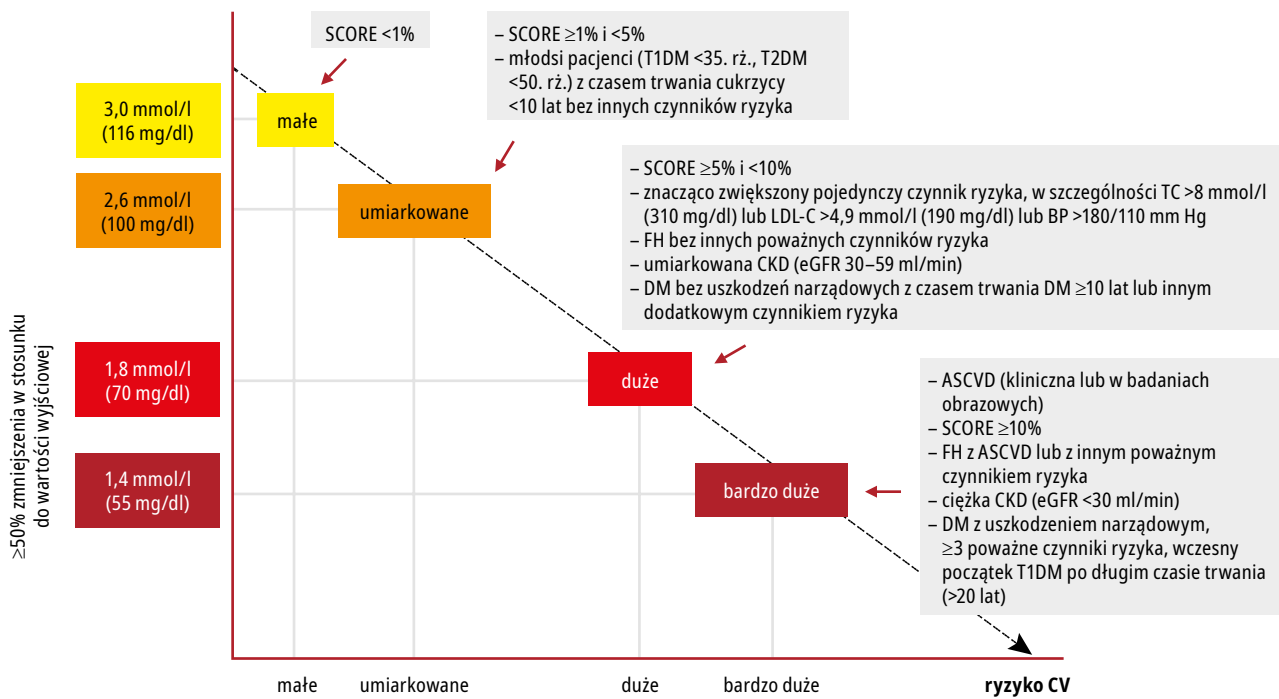 SCORE <1%
– SCORE ≥1% i <5%
– młodsi pacjenci (T1DM <35. rż., T2DM
<50. rż.) z czasem trwania cukrzycy
<10 lat bez innych czynników ryzyka
3,0 mmol/l
(116 mg/dl)
małe
– SCORE ≥5% i <10%
– znacząco zwiększony pojedynczy czynnik ryzyka, w szczególności TC >8 mmol/l
(310 mg/dl) lub LDL-C >4,9 mmol/l (190 mg/dl) lub BP >180/110 mm Hg
– FH bez innych poważnych czynników ryzyka
– umiarkowana CKD (eGFR 30–59 ml/min)
– DM bez uszkodzeń narządowych z czasem trwania DM ≥10 lat lub innym
dodatkowym czynnikiem ryzyka
2,6 mmol/l
(100 mg/dl)
umiarkowane
≥50% zmniejszenia w stosunku
do wartości wyjściowej
1,8 mmol/l
(70 mg/dl)
duże
– ASCVD (kliniczna lub w badaniach
obrazowych)
– SCORE ≥10%
– FH z ASCVD lub z innym poważnym
czynnikiem ryzyka
– ciężka CKD (eGFR <30 ml/min)
– DM z uszkodzeniem narządowym,
≥3 poważne czynniki ryzyka, wczesny
początek T1DM po długim czasie trwania
(>20 lat)
1,4 mmol/l
(55 mg/dl)
bardzo duże
małe
umiarkowane
duże
bardzo duże
ryzyko CV